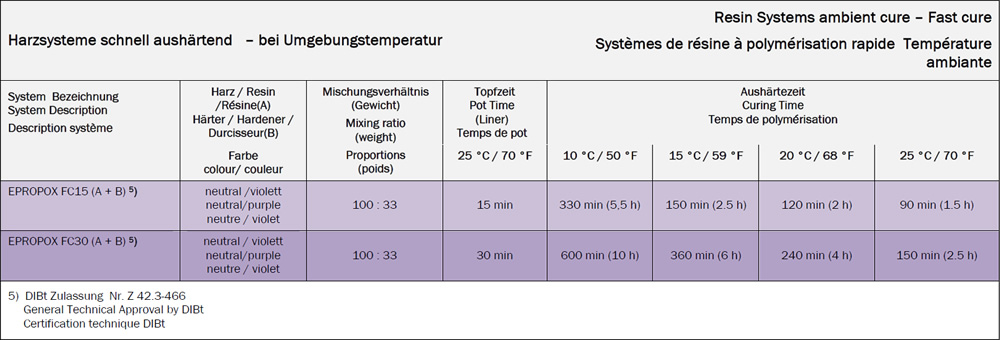 Harzsysteme schnell aushärtend – bei Umgebungstemperatur
Resin Systems ambient cure – Fast cure
Systèmes de résine à polymérisation rapide Température
ambiante
System Bezeichnung
System Description
Description système
Harz / Resin
/Résine(A)
Härter / Hardener /
Durcisseur(B)
Farbe
colour/ couleur
Mischungsverhältnis
(Gewicht)
Mixing ratio
(weight)
Proportions
(poids)
Topfzeit
Pot Time
(Liner)
Temps de pot
25 °C / 70 °F
Aushärtezeit
Curing Time
Temps de polymérisation
10 °C / 50 °F
15 °C / 59 °F
20 °C / 68 °F
25 °C / 70 °F
EPROPOX FC15 (A + B) 5)
neutral /violett
neutral/purple
neutre / violet
100 : 33
15 min
330 min (5,5 h)
150 min (2.5 h)
120 min (2 h)
90 min (1.5 h)
EPROPOX FC30 (A + B) 5)
neutral / violett
neutral/purple
neutre / violet
100 : 33
30 min
600 min (10 h)
360 min (6 h)
240 min (4 h)
150 min (2.5 h)
5) DIBt Zulassung Nr. Z 42.3-466
General Technical Approval by DIBt
Certification technique DIBt